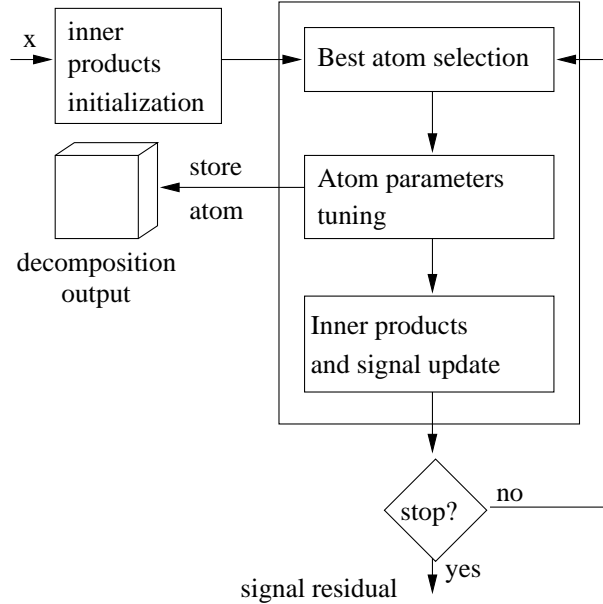 x
inner
products
initialization
Best atom selection
store
atom
Atom parameters
tuning
decomposition
output
Inner products
and signal update
stop?
no
yes
signal residual